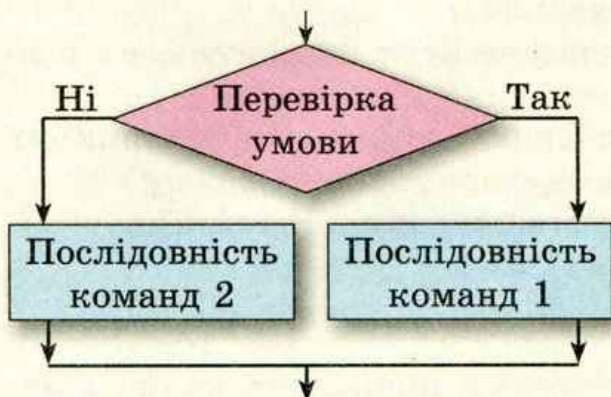 Ні
Перевірка
умови
Так
Послідовність
команд 2
Послідовність
команд 1